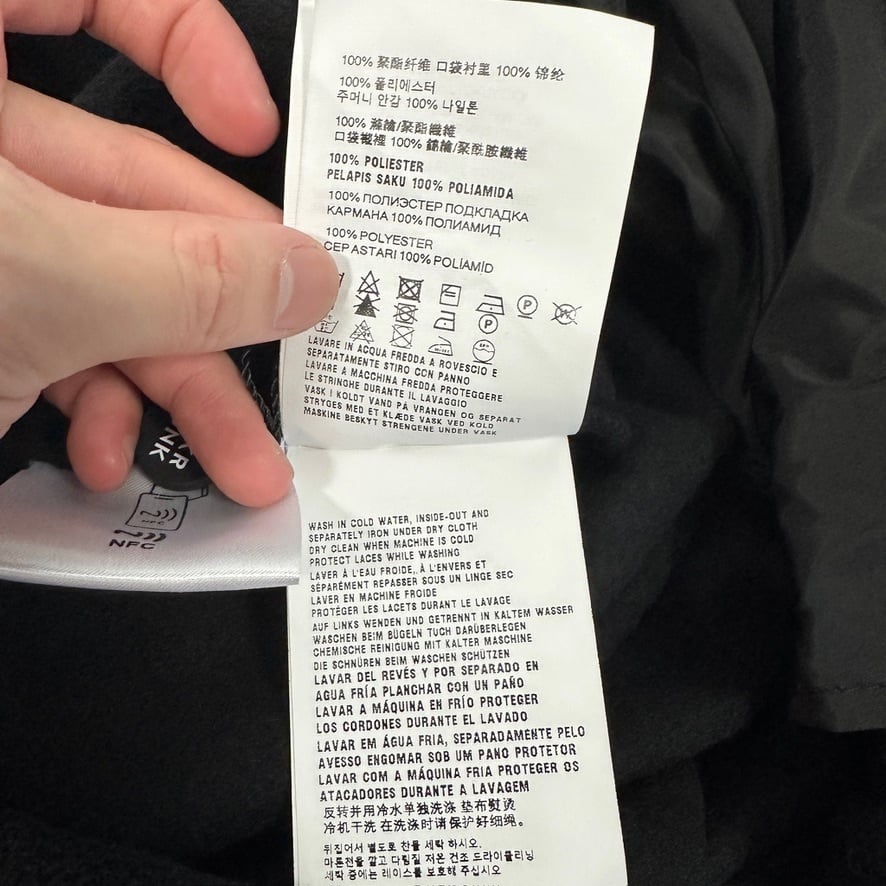 100% 聚酯纤维 口袋衬里 100% 锦纶
100% 폴리에스터
주머니 안감 100% 나일론
100% 滌綸/聚酯纖維
口袋襯裡 100% 錦綸/聚酰胺纖維
100% POLIESTER
PELAPIS SAKU 100% POLIAMIDA
100% ПОЛИЭСТЕР ПОДКЛАДКА
КАРМАНА 100% ПОЛИАМИД
100% POLYESTER
CEP ASTARI 100% POLİAMİD
LAVARE IN ACQUA FREDDA A ROVESCIO E
SEPARATAMENTE STIRO CON PANNO
LAVARE A MACCHINA FREDDA PROTEGGERE
LE STRINGHE DURANTE IL LAVAGGIO
VASK I KOLDT VAND PÅ VRANGEN OG SEPARAT
STRYGES MED ET KLÆDE VASK VED KOLD
MASKINE BESKYT STRENGENE UNDER VASK
NFC
WASH IN COLD WATER, INSIDE-OUT AND
SEPARATELY IRON UNDER DRY CLOTH
DRY CLEAN WHEN MACHINE IS COLD
PROTECT LACES WHILE WASHING
LAVER À L'EAU FROIDE, À L'ENVERS ET
SÉPARÉMENT REPASSER SOUS UN LINGE SEC
LAVER EN MACHINE FROIDE
PROTÉGER LES LACETS DURANT LE LAVAGE
AUF LINKS WENDEN UND GETRENNT IN KALTEM WASSER
WASCHEN BEIM BÜGELN TUCH DARÜBERLEGEN
CHEMISCHE REINIGUNG MIT KALTER MASCHINE
DIE SCHNÜREN BEIM WASCHEN SCHÜTZEN
LAVAR DEL REVÉS Y POR SEPARADO EN
AGUA FRÍA PLANCHAR CON UN PAÑO
LAVAR A MÁQUINA EN FRÍO PROTEGER
LOS CORDONES DURANTE EL LAVADO
LAVAR EM ÁGUA FRIA, SEPARADAMENTE PELO
AVESSO ENGOMAR SOB UM PANO PROTETOR
LAVAR COM A MÁQUINA FRIA PROTEGER OS
ATACADORES DURANTE A LAVAGEM
反转并用冷水单独洗涤 垫布熨烫
冷机干洗 在洗涤时请保护好细绳。
뒤집어서 별도로 찬물 세탁 하시오.
마른천을 깔고 다림질 저온 건조 드라이클리닝
세탁 중에는 레이스를 보호해 주십시오